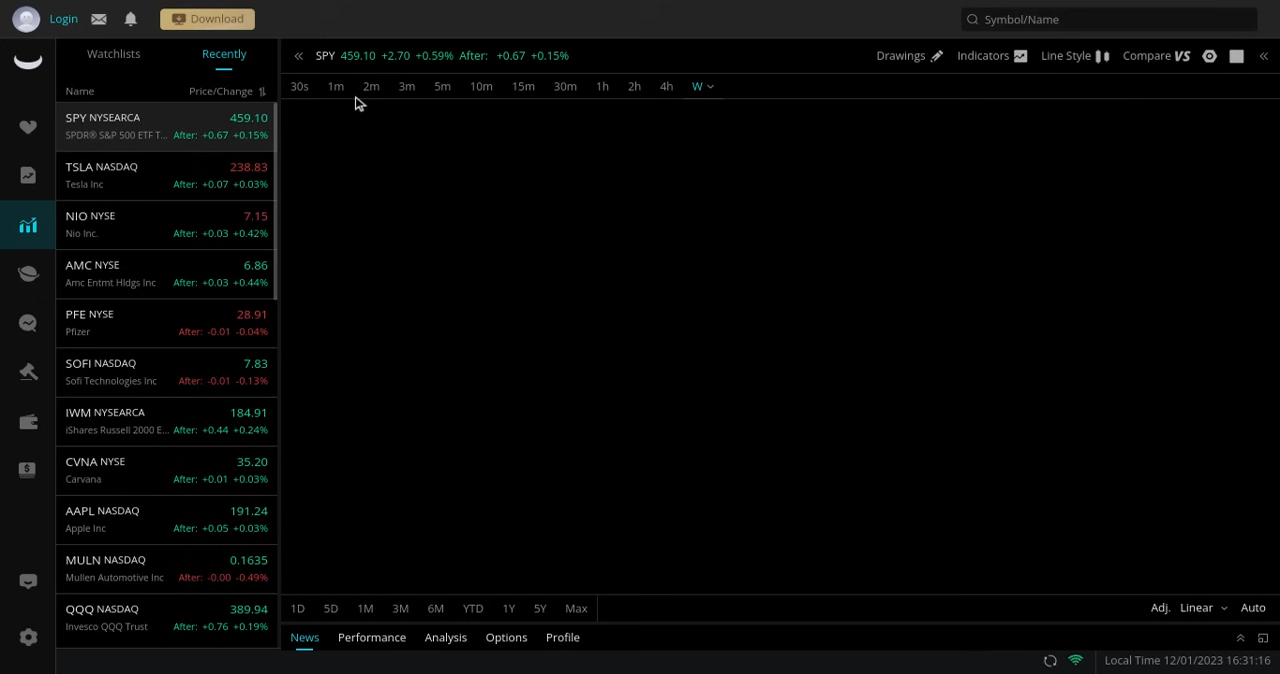 Login
Download
Symbol/Name
Watchlists Recently
Name Price/Change
SPY NYSEARCA 459.10
SPDR® S&P 500 ETF T... After: +0.67 +0.15%
TSLA NASDAQ 238.83
Tesla Inc After: +0.07 +0.03%
NIO NYSE 7.15
Nio Inc. After: +0.03 +0.42%
AMC NYSE 6.86
Amc Entmt Hldgs Inc After: +0.03 +0.44%
PFE NYSE 28.91
Pfizer After: -0.01 -0.04%
SOFI NASDAQ 7.83
Sofi Technologies Inc After: -0.01 -0.13%
IWM NYSEARCA 184.91
iShares Russell 2000 E... After: +0.44 +0.24%
CVNA NYSE 35.20
Carvana After: +0.01 +0.03%
AAPL NASDAQ 191.24
Apple Inc After: +0.05 +0.03%
MULN NASDAQ 0.1635
Mullen Automotive Inc After: -0.00 -0.49%
QQQ NASDAQ 389.94
Invesco QQQ Trust After: +0.76 +0.19%
SPY 459.10 +2.70 +0.59% After: +0.67 +0.15%
Drawings Indicators Line Style Compare VS
30s 1m 2m 3m 5m 10m 15m 30m 1h 2h 4h W
1D 5D 1M 3M 6M YTD 1Y 5Y Max
Adj. Linear Auto
News Performance Analysis Options Profile
Local Time 12/01/2023 16:31:16